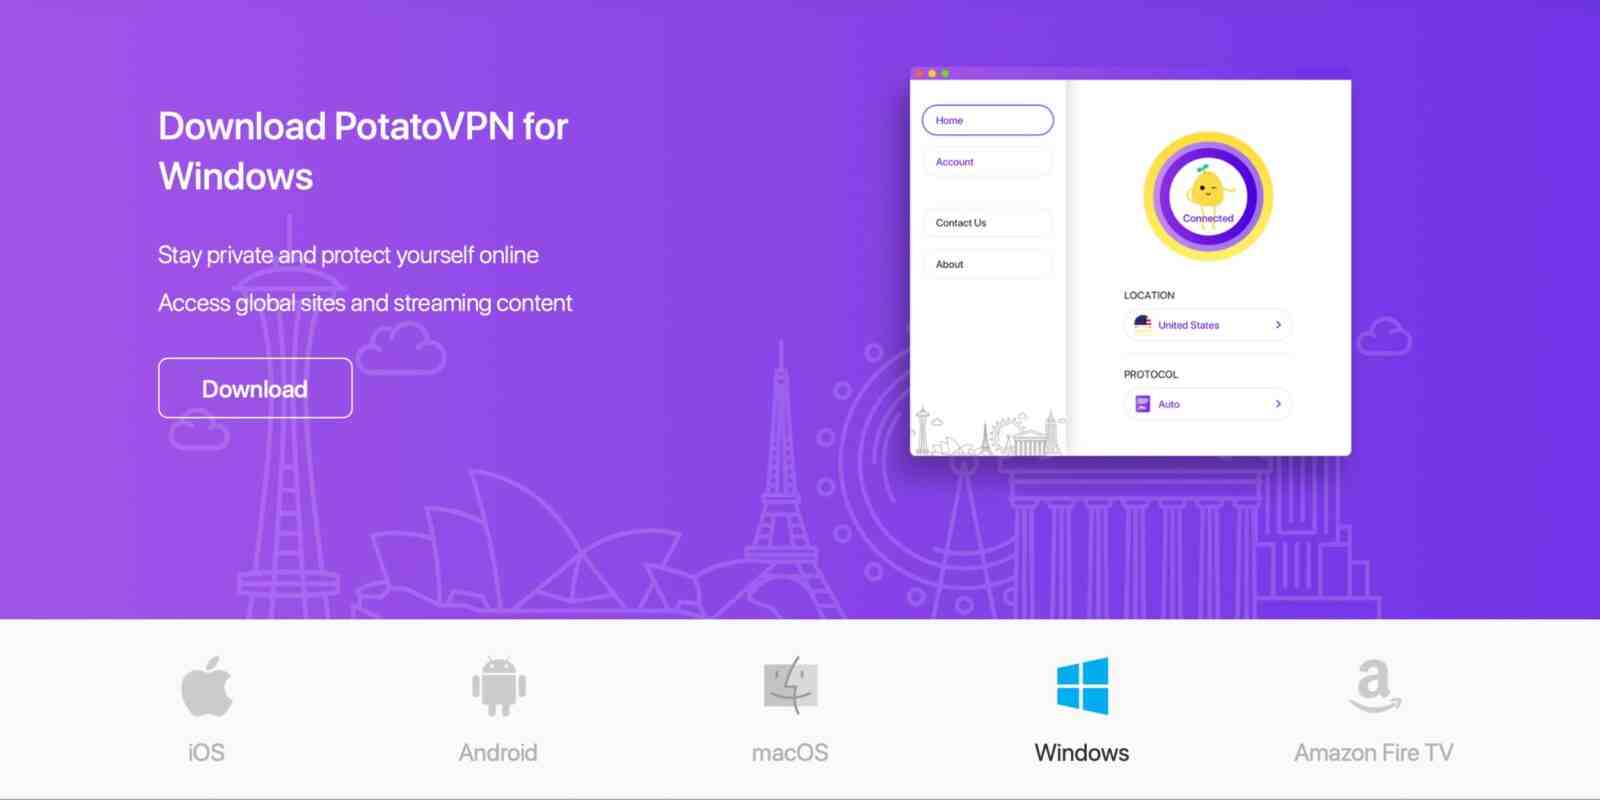 Download PotatoVPN for
Windows
Stay private and protect yourself online
Access global sites and streaming content
Download
Home
Account
Contact Us
About
Connected
LOCATION
United States
PROTOCOL
Auto
iOS
Android
macOS
Windows
Amazon Fire TV